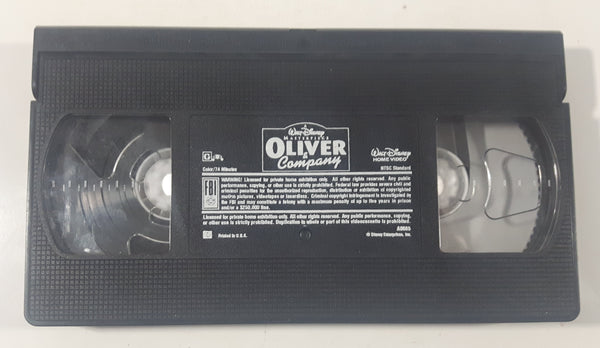 Walt Disney
MASTERPIECE
OLIVER
& Company
G
Color/74 Minutes
Walt Disney
HOME VIDEO
NTSC Standard
FBI
WARNING: Licensed for private home exhibition only. All other rights reserved. Any public
performance, copying, or other use is strictly prohibited. Federal law provides severe civil and
criminal penalties for the unauthorized reproduction, distribution or exhibition of copyrighted
motion pictures, videotapes or laserdiscs. Criminal copyright infringement is investigated by
the FBI and may constitute a felony with a maximum penalty of up to five years in prison
and/or a $250,000 fine.
Licensed for private home exhibition only. All other rights reserved. Any public performance, copying,
or other use is strictly prohibited. Duplication in whole or part of this videocassette is prohibited.
Printed in U.S.A.
© Disney Enterprises, Inc.